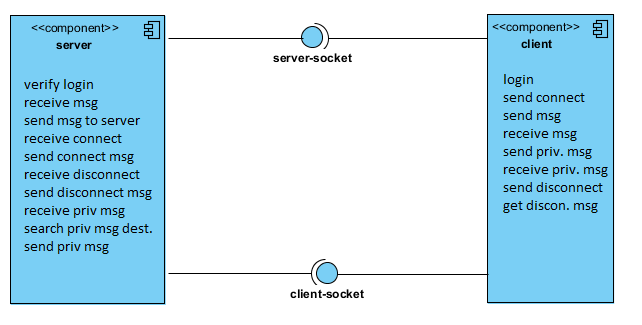 <<component>>
server
verify login
receive msg
send msg to server
receive connect
send connect msg
receive disconnect
send disconnect msg
receive priv msg
search priv msg dest.
send priv msg
server-socket
client-socket
<<component>>
client
login
send connect
send msg
receive msg
send priv. msg
receive priv. msg
send disconnect
get discon. msg